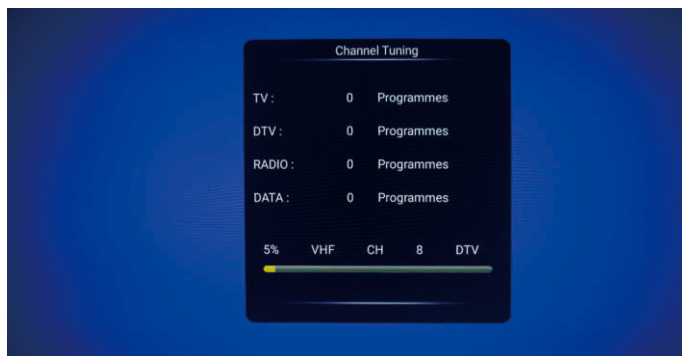 Channel Tuning
TV : 0 Programmes
DTV : 0 Programmes
RADIO : 0 Programmes
DATA : 0 Programmes
5% VHF CH 8 DTV